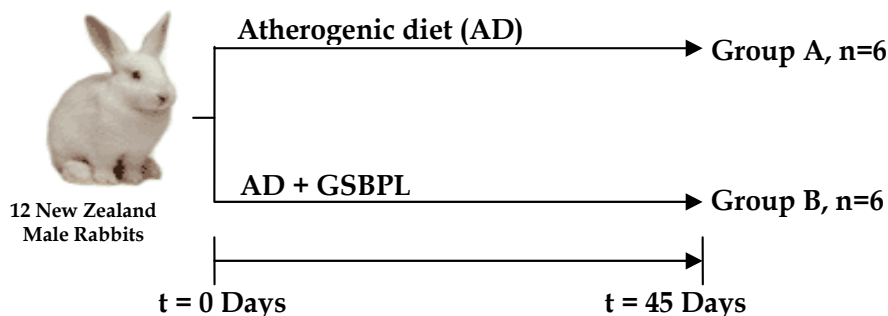 Atherogenic diet (AD)
Group A, n=6
AD + GSBPL
Group B, n=6
12 New Zealand
Male Rabbits
t = 0 Days
t = 45 Days